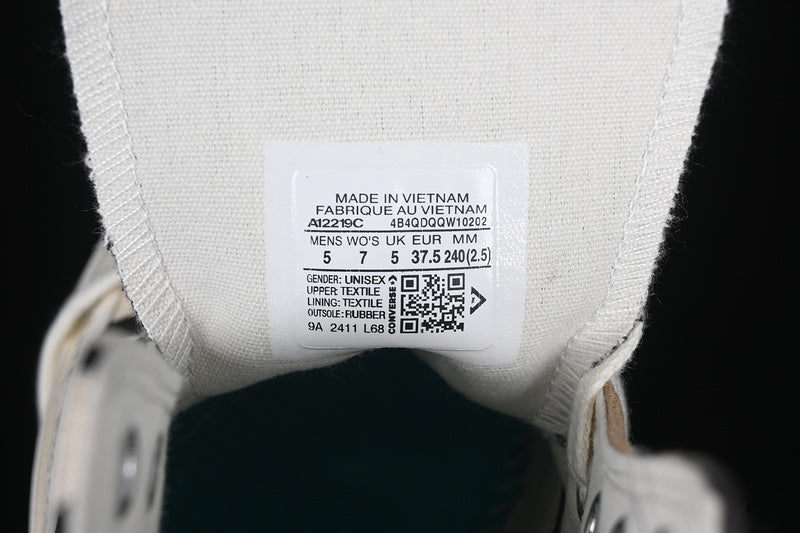 MADE IN VIETNAM
FABRIQUE AU VIETNAM
A12219C 4B4QDQQW10202
MENS WO'S UK EUR MM
5 7 5 37.5 240(2.5)
GENDER: UNISEX
UPPER: TEXTILE
LINING: TEXTILE
OUTSOLE: RUBBER
9A 2411 L68
CONVERSE